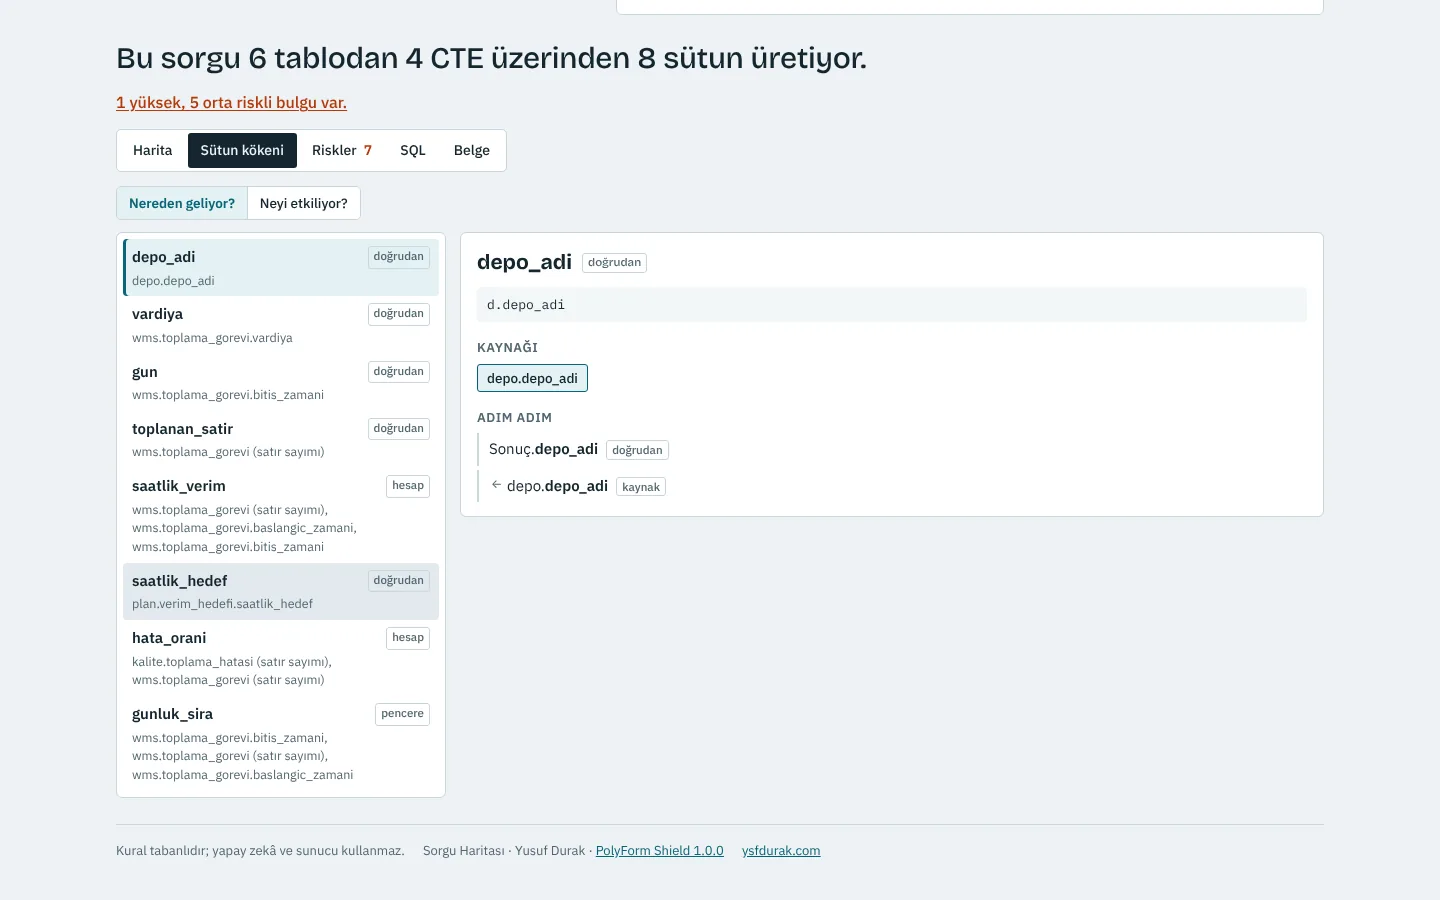 Bu sorgu 6 tablodan 4 CTE üzerinden 8 sütun üretiyor.
1 yüksek, 5 orta riskli bulgu var.
Harita Sütun kökeni Riskler 7 SQL Belge
Nereden geliyor? Neyi etkiliyor?
depo_adi doğrudan
depo.depo_adi
vardiya doğrudan
wms.toplama_gorevi.vardiya
gun doğrudan
wms.toplama_gorevi.bitis_zamani
toplanan_satir doğrudan
wms.toplama_gorevi (satır sayımı)
saatlik_verim hesap
wms.toplama_gorevi (satır sayımı),
wms.toplama_gorevi.baslangic_zamani,
wms.toplama_gorevi.bitis_zamani
saatlik_hedef doğrudan
plan.verim_hedefi.saatlik_hedef
hata_orani hesap
kalite.toplama_hatasi (satır sayımı),
wms.toplama_gorevi (satır sayımı)
gunluk_sira pencere
wms.toplama_gorevi.bitis_zamani,
wms.toplama_gorevi (satır sayımı),
wms.toplama_gorevi.baslangic_zamani
depo_adi doğrudan
d.depo_adi
KAYNAĞI
depo.depo_adi
ADIM ADIM
Sonuç.depo_adi doğrudan
← depo.depo_adi kaynak
Kural tabanlıdır; yapay zekâ ve sunucu kullanmaz. Sorgu Haritası · Yusuf Durak · PolyForm Shield 1.0.0 ysfdurak.com